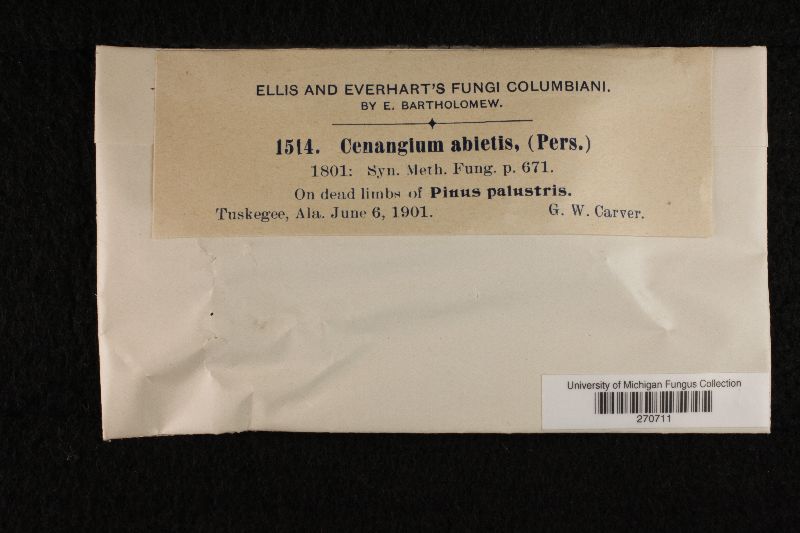 ELLIS AND EVERHART'S FUNGI COLUMBIANI.
BY E. BARTHOLOMEW.
1514. Cenangium abietis, (Pers.)
1801: Syn. Meth. Fung. p. 671.
On dead limbs of Pinus palustris.
Tuskegee, Ala. June 6, 1901. G. W. Carver.
University of Michigan Fungus Collection
270711